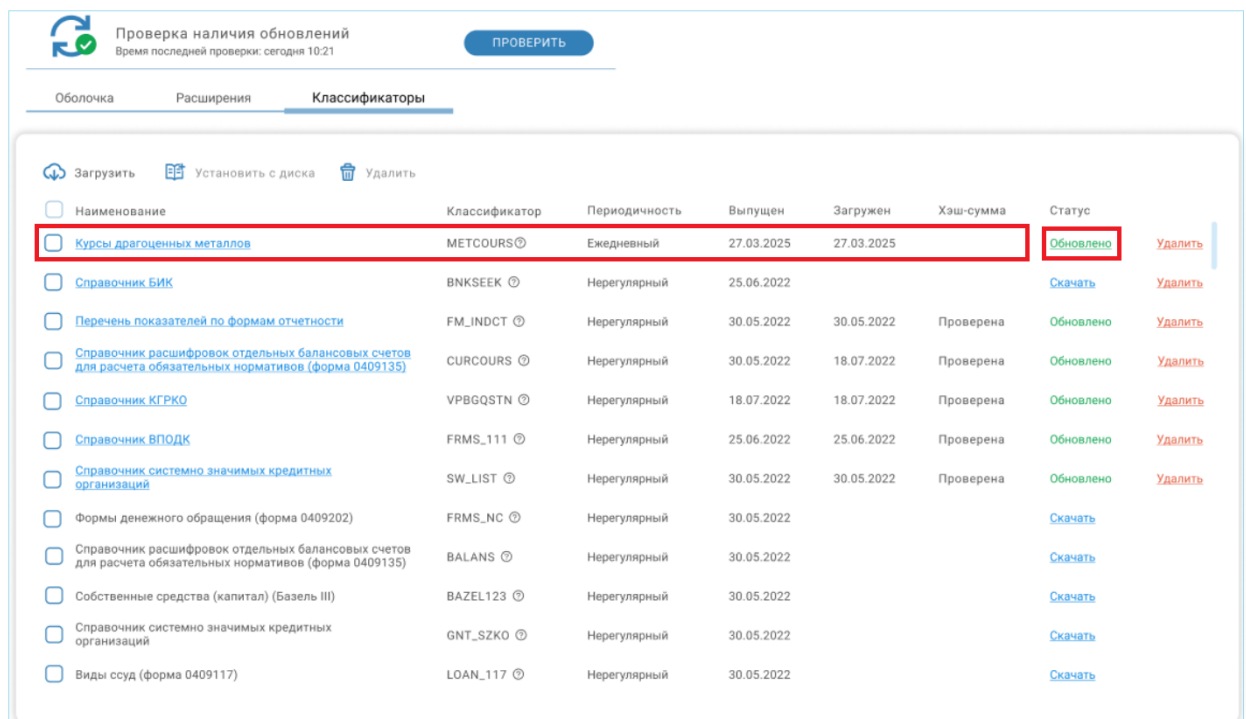 Проверка наличия обновлений
Время последней проверки: сегодня 10:21
ПРОВЕРИТЬ
Оболочка Расширения Классификаторы
Загрузить Установить с диска Удалить
Наименование Классификатор Периодичность Выпущен Загружен Хэш-сумма Статус
Курсы драгоценных металлов METCOURS Ежедневный 27.03.2025 27.03.2025 Обновлено Удалить
Справочник БИК BNKSEEK Нерегулярный 25.06.2022 Скачать Удалить
Перечень показателей по формам отчетности FM_INDCT Нерегулярный 30.05.2022 30.05.2022 Проверена Обновлено Удалить
Справочник расшифровок отдельных балансовых счетов
для расчета обязательных нормативов (форма 0409135) CURCOURS Нерегулярный 30.05.2022 18.07.2022 Проверена Обновлено Удалить
Справочник КГРКО VPBGQSTN Нерегулярный 18.07.2022 18.07.2022 Проверена Обновлено Удалить
Справочник ВПОДК FRMS_111 Нерегулярный 25.06.2022 25.06.2022 Проверена Обновлено Удалить
Справочник системно значимых кредитных
организаций SW_LIST Нерегулярный 30.05.2022 30.05.2022 Проверена Обновлено Удалить
Формы денежного обращения (форма 0409202) FRMS_NC Нерегулярный 30.05.2022 Скачать
Справочник расшифровок отдельных балансовых счетов
для расчета обязательных нормативов (форма 0409135) BALANS Нерегулярный 30.05.2022 Скачать
Собственные средства (капитал) (Базель III) BAZEL123 Нерегулярный 30.05.2022 Скачать
Справочник системно значимых кредитных
организаций GNT_SZKO Нерегулярный 30.05.2022 Скачать
Виды ссуд (форма 0409117) LOAN_117 Нерегулярный 30.05.2022 Скачать